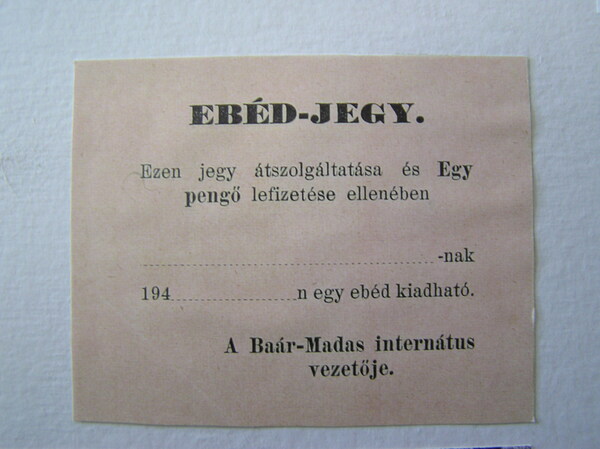 EBÉD-JEGY.
Ezen jegy átszolgáltatása és Egy
pengő lefizetése ellenében
-nak
194 n egy ebéd kiadható.
A Baár-Madas internátus
vezetője.